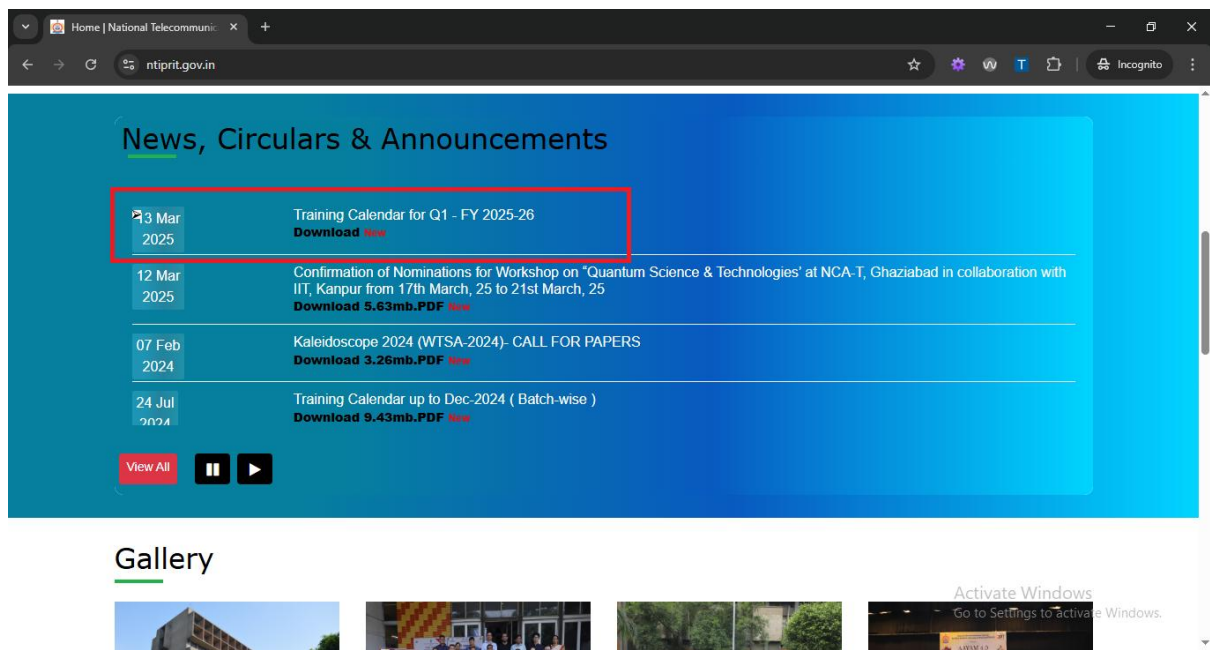 Home | National Telecommunic
ntiprit.gov.in
Incognito
News, Circulars & Announcements
13 Mar
2025
Training Calendar for Q1 - FY 2025-26
Download New
12 Mar
2025
Confirmation of Nominations for Workshop on “Quantum Science & Technologies’ at NCA-T, Ghaziabad in collaboration with
IIT, Kanpur from 17th March, 25 to 21st March, 25
Download 5.63mb.PDF New
07 Feb
2024
Kaleidoscope 2024 (WTSA-2024)- CALL FOR PAPERS
Download 3.26mb.PDF New
24 Jul
2024
Training Calendar up to Dec-2024 ( Batch-wise )
Download 9.43mb.PDF New
View All
Gallery
Activate Windows
Go to Settings to activate Windows.